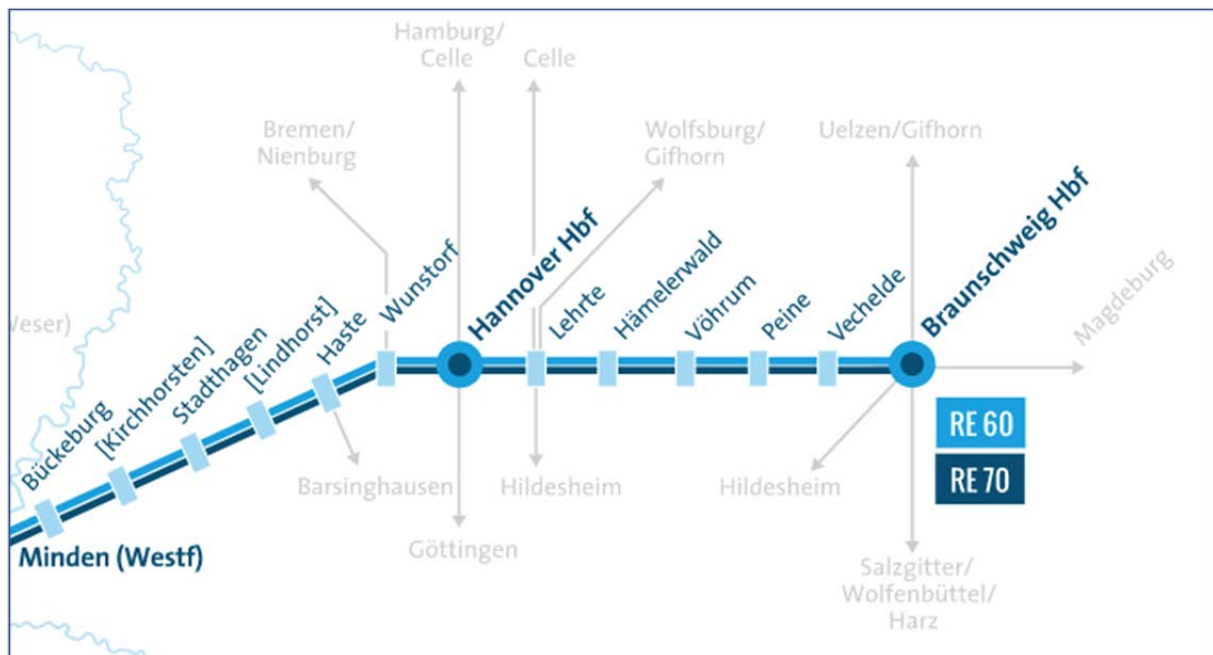 Hamburg/
Celle
Celle
Bremen/
Nienburg
Wolfsburg/
Gifhorn
Uelzen/Gifhorn
Weser)
Bückeburg
[Kirchhorsten]
Stadthagen
[Lindhorst]
Haste
Wunstorf
Hannover Hbf
Lehrte
Hämelerwald
Vöhrum
Peine
Vechelde
Braunschweig Hbf
Magdeburg
RE 60
RE 70
Barsinghausen
Hildesheim
Hildesheim
Göttingen
Minden (Westf)
Salzgitter/
Wolfenbüttel/
Harz